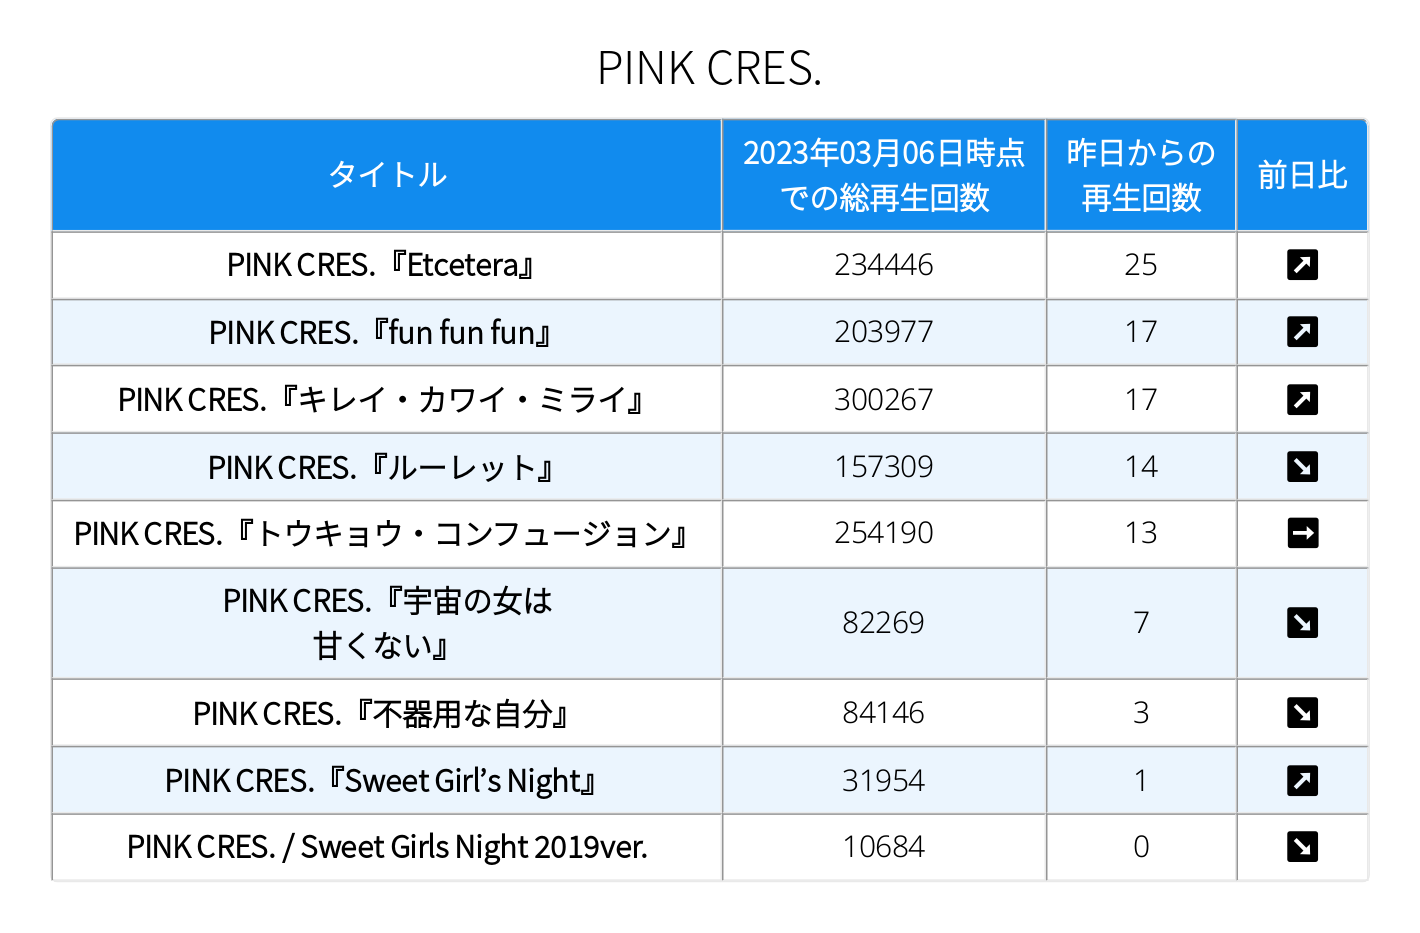 PINK CRES.
タイトル
2023年03月06日時点
での総再生回数
昨日からの
再生回数
前日比
PINK CRES.『Etcetera』 234446 25 ↗
PINK CRES.『fun fun fun』 203977 17 ↗
PINK CRES.『キレイ・カワイ・ミライ』 300267 17 ↗
PINK CRES.『ルーレット』 157309 14 ↘
PINK CRES.『トウキョウ・コンフュージョン』 254190 13 →
PINK CRES.『宇宙の女は
甘くない』 82269 7 ↘
PINK CRES.『不器用な自分』 84146 3 ↘
PINK CRES.『Sweet Girl’s Night』 31954 1 ↗
PINK CRES. / Sweet Girls Night 2019ver. 10684 0 ↘